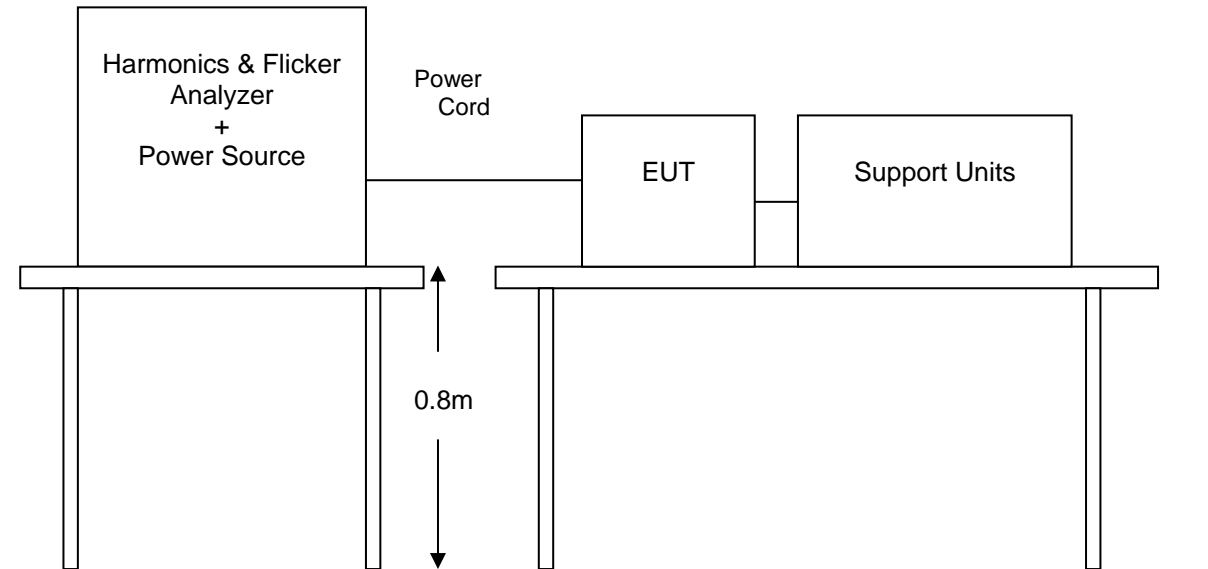 Harmonics & Flicker
Analyzer
+
Power Source
Power
Cord
EUT
Support Units
0.8m